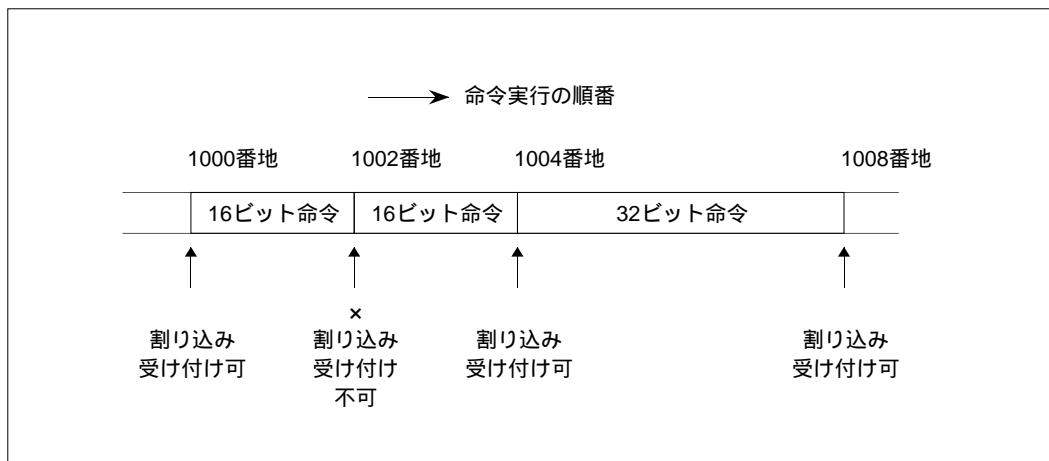 命令実行の順番
1000番地 1002番地 1004番地 1008番地
16ビット命令 16ビット命令 32ビット命令
割り込み
受け付け可
×
割り込み
受け付け
不可
割り込み
受け付け可
割り込み
受け付け可